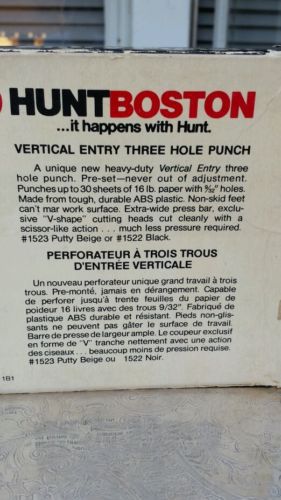 HUNTBOSTON
...it happens with Hunt.
VERTICAL ENTRY THREE HOLE PUNCH
A unique new heavy-duty Vertical Entry three
hole punch. Pre-set—never out of adjustment.
Punches up to 30 sheets of 16 lb. paper with 9/32" holes.
Made from tough, durable ABS plastic. Non-skid feet
can't mar work surface. Extra-wide press bar, exclu-
sive "V-shape" cutting heads cut cleanly with a
scissor-like action . . . much less pressure required.
#1523 Putty Beige or #1522 Black.
PERFORATEUR À TROIS TROUS
D'ENTRÉE VERTICALE
Un nouveau perforateur unique grand travail à trois
trous. Pre-monté, jamais en dérangement. Capable
de perforer jusqu'à trente feuilles du papier de
poideur 16 livres avec des trous 9/32". Fabriqué de
plastique ABS durable et résistant. Pieds non-glis-
sants ne peuvent pas gâter le surface de travail.
Barre de presse de largeur ample. Le coupeur exclusif
en forme de "V" tranche nettement avec une action
des ciseaux . . . beaucoup moins de pression requise.
#1523 Putty Beige ou 1522 Noir.
1B1